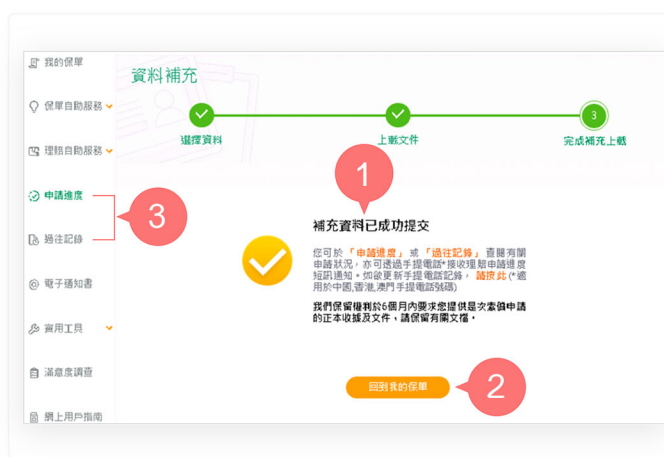 我的保單
保單自助服務
理賠自助服務
申請進度
過往記錄
電子通知書
實用工具
滿意度調查
網上用戶指南
資料補充
3
選擇資料
上載文件
完成補充上載
1
3
補充資料已成功提交
您可於「申請進度」或「過往記錄」查閱有關
申請狀況，亦可透過手提電話*接收理賠申請進度
短訊通知。如欲更新手提電話記錄，請按此(*適
用於中國,香港,澳門手提電話號碼)
我們保留權利於6個月內要求您提供是次索償申請
的正本收據及文件，請保留有關文檔。
回到我的保單
2